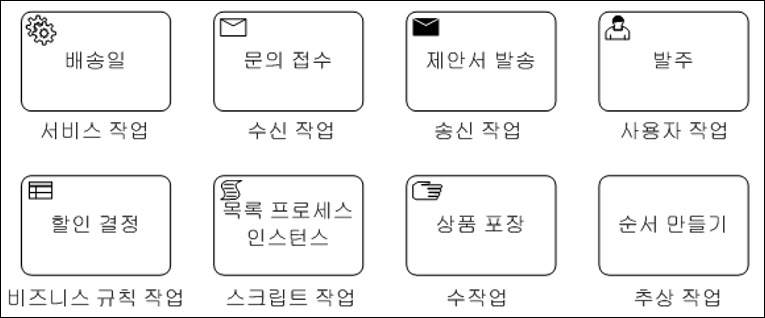 배송일
문의 접수
제안서 발송
발주
서비스 작업
수신 작업
송신 작업
사용자 작업
할인 결정
목록 프로세스
인스턴스
상품 포장
순서 만들기
비즈니스 규칙 작업
스크립트 작업
수작업
추상 작업